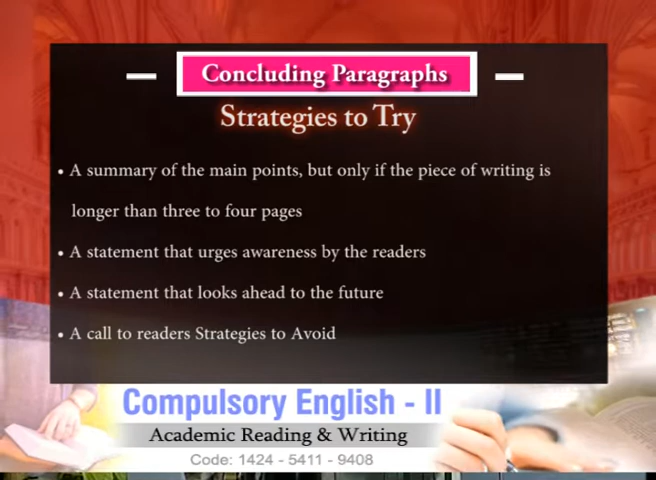 Concluding Paragraphs
Strategies to Try
• A summary of the main points, but only if the piece of writing is
longer than three to four pages
• A statement that urges awareness by the readers
• A statement that looks ahead to the future
• A call to readers Strategies to Avoid
Compulsory English - II
Academic Reading & Writing
Code: 1424 - 5411 - 9408